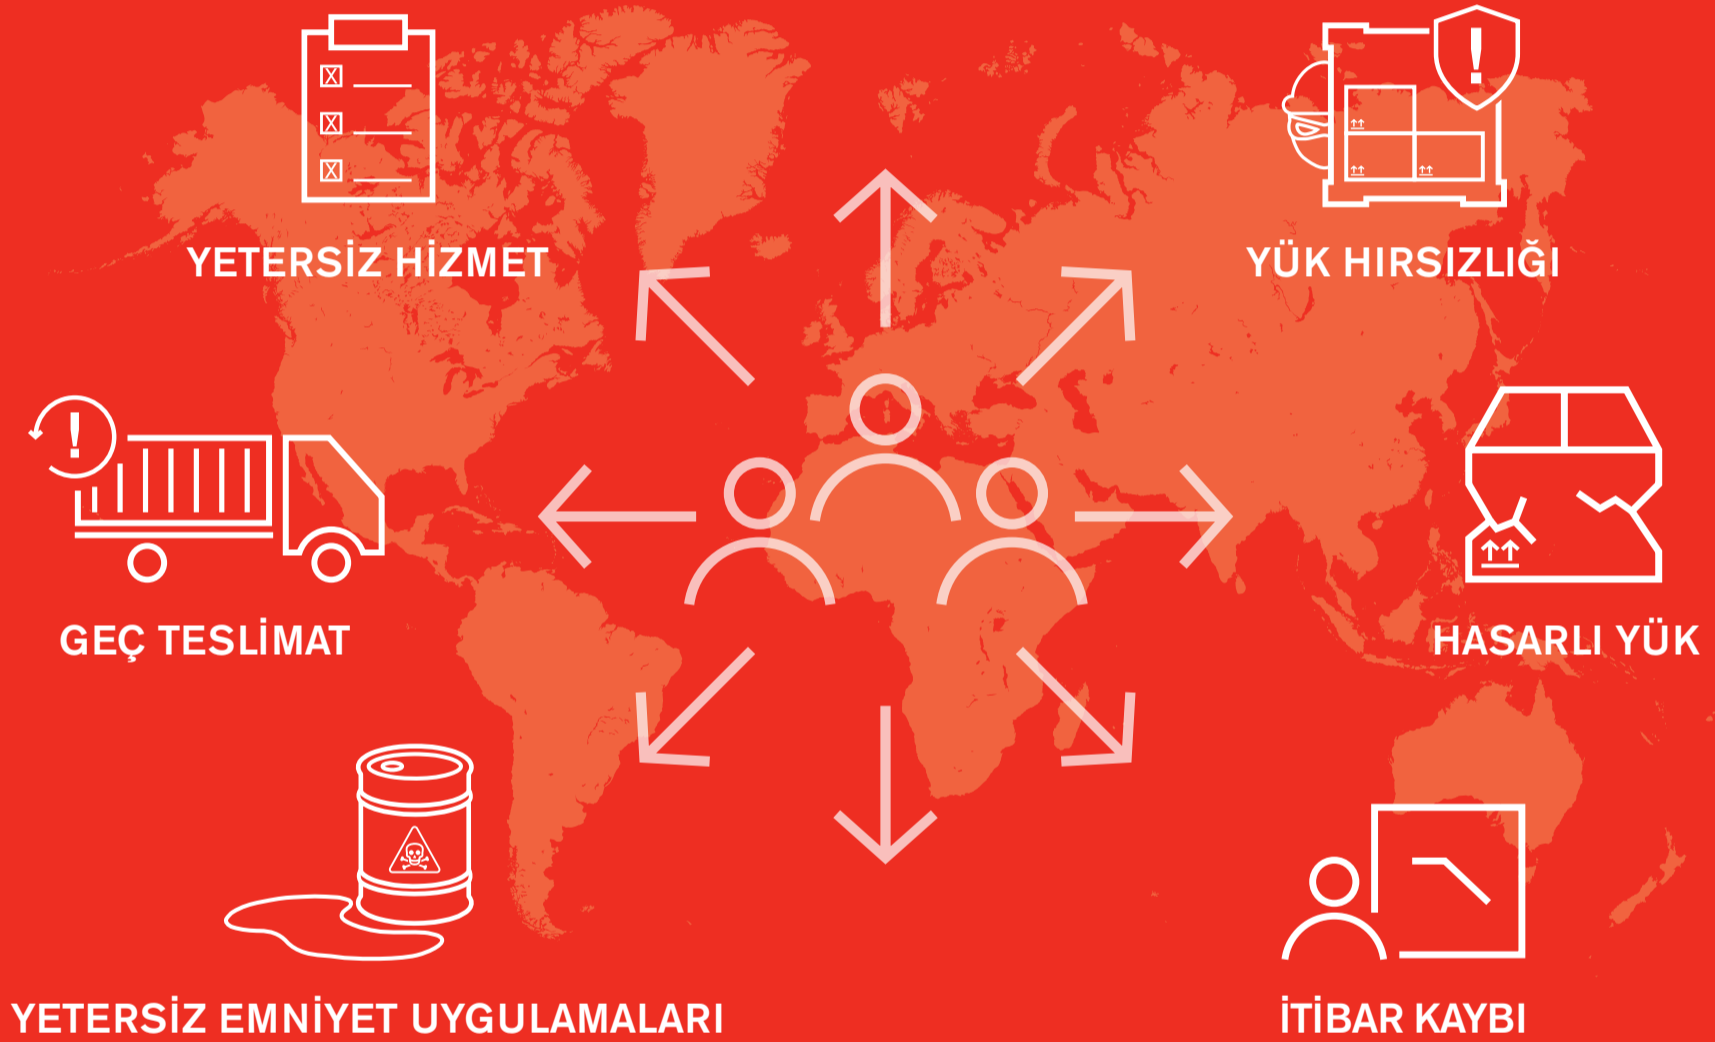 YETERSİZ HİZMET
YÜK HIRSIZLIĞI
GEÇ TESLİMAT
HASARLI YÜK
YETERSİZ EMNİYET UYGULAMALARI
İTİBAR KAYBI